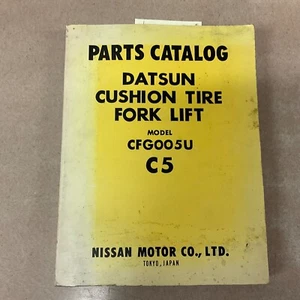 PARTS CATALOG
DATSUN
CUSHION TIRE
FORK LIFT
MODEL
CFG005U
C5
NISSAN MOTOR CO., LTD.
TOKYO, JAPAN